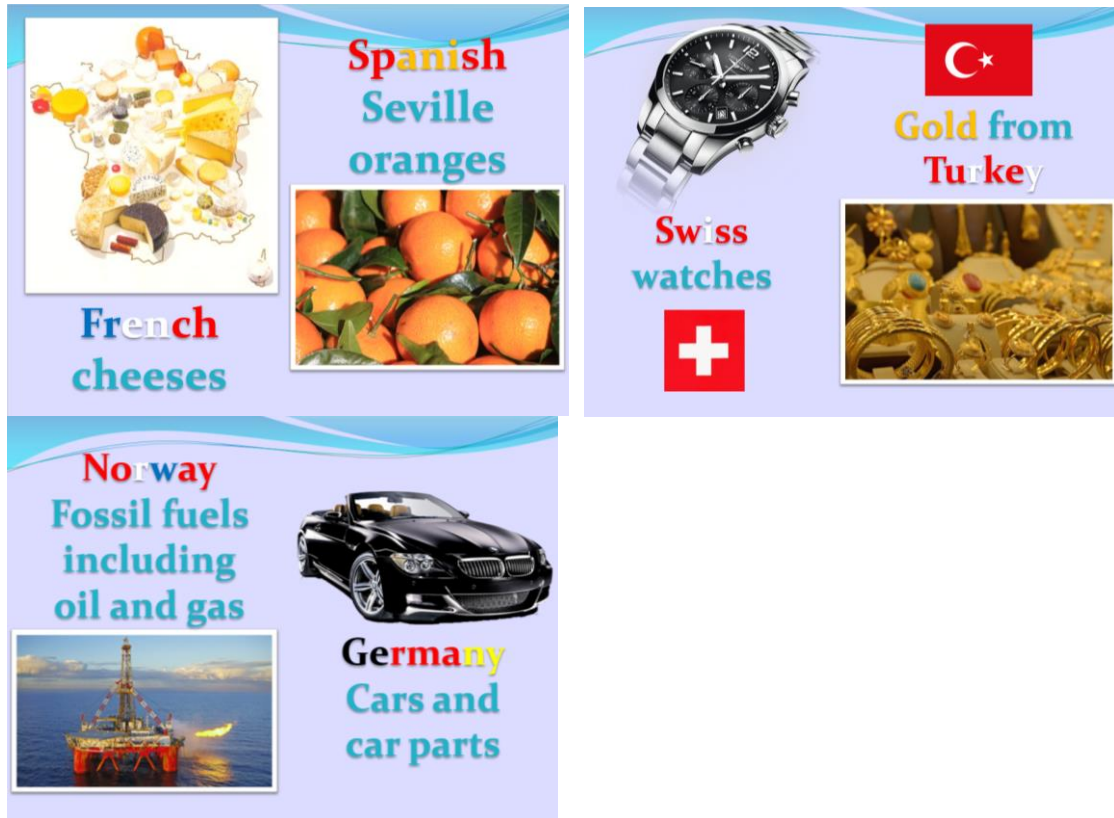 French
cheeses
Spanish
Seville
oranges
Swiss
watches
Gold from
Turkey
Norway
Fossil fuels
including
oil and gas
Germany
Cars and
car parts